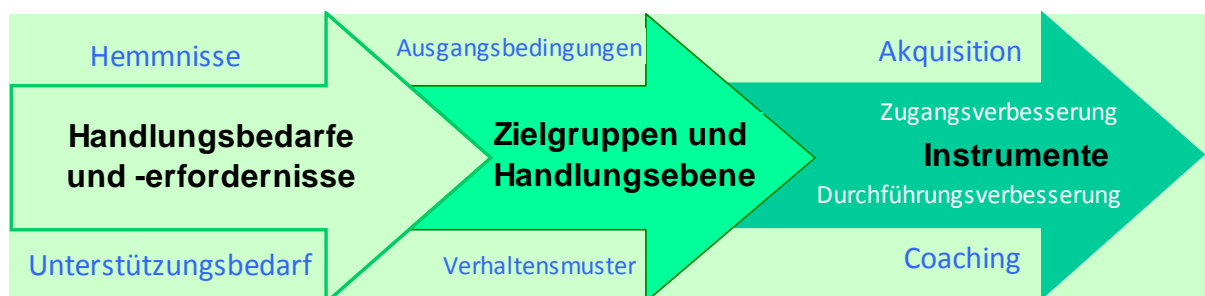 Hemmnisse
Handlungsbedarfe
und -erfordernisse
Unterstützungsbedarf
Ausgangsbedingungen
Zielgruppen und
Handlungsebene
Verhaltensmuster
Akquisition
Zugangsverbesserung
Instrumente
Durchführungsverbesserung
Coaching